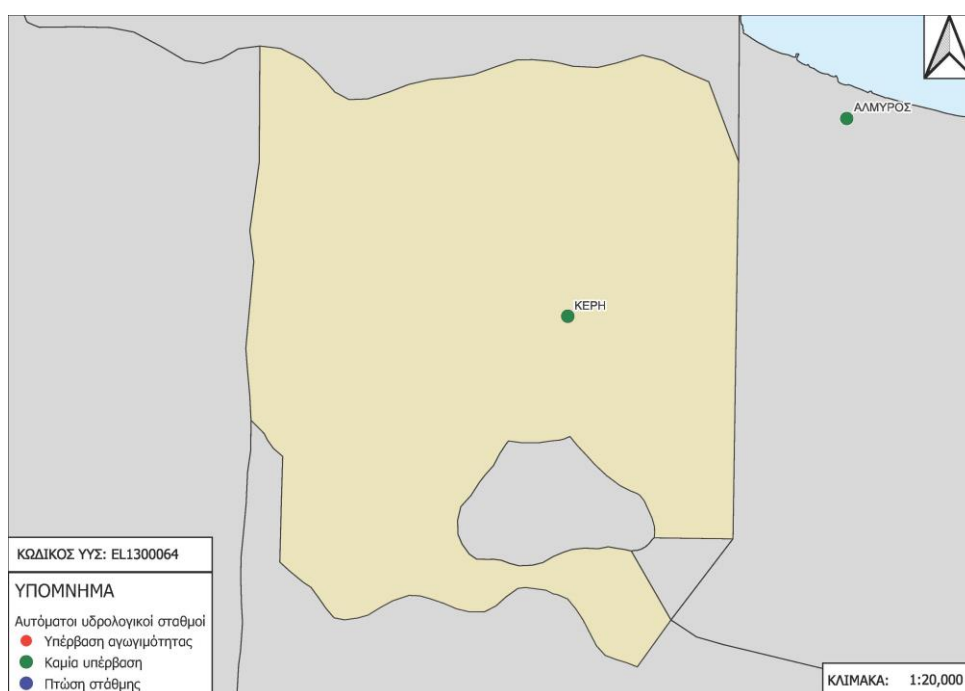 ΑΛΜΥΡΟΣ
ΚΕΡΗ
ΚΩΔΙΚΟΣ ΥΥΣ: EL1300064
ΥΠΟΜΝΗΜΑ
Αυτόματοι υδρολογικοί σταθμοί
Υπέρβαση αγωγιμότητας
Καμία υπέρβαση
Πτώση στάθμης
ΚΛΙΜΑΚΑ: 1:20,000